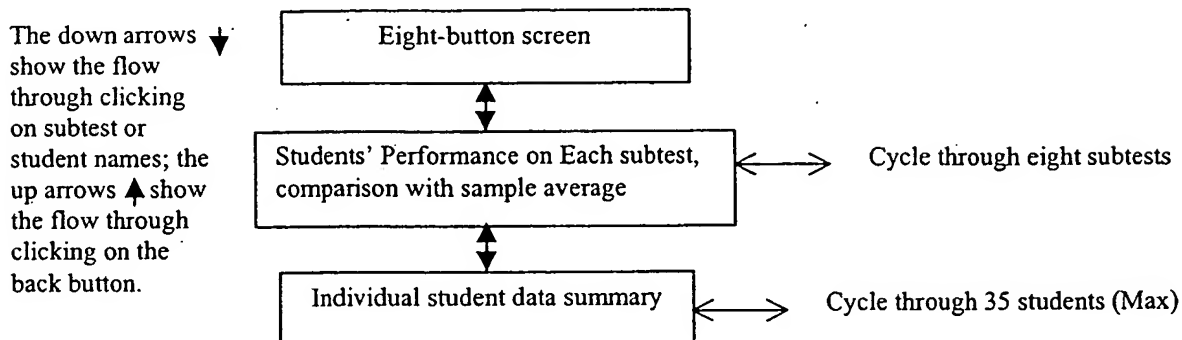 The down arrows
show the flow
through clicking
on subtest or
student names; the
up arrows show
the flow through
clicking on the
back button.
Eight-button screen
Students' Performance on Each subtest,
comparison with sample average
Cycle through eight subtests
Individual student data summary
Cycle through 35 students (Max)